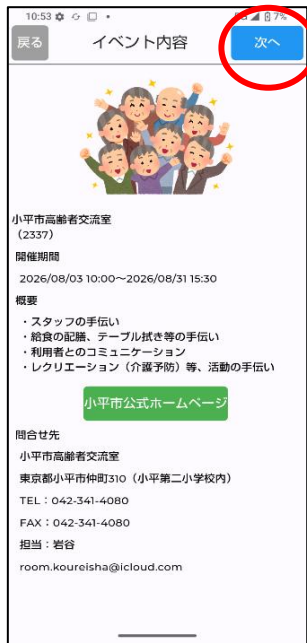 10:53
7%
戻る
イベント内容
次へ
小平市高齢者交流室
（2337）
開催期間
2026/08/03 10:00～2026/08/31 15:30
概要
・スタッフの手伝い
・給食の配膳、テーブル拭き等の手伝い
・利用者とのコミュニケーション
・レクリエーション（介護予防）等、活動の手伝い
小平市公式ホームページ
問合せ先
小平市高齢者交流室
東京都小平市仲町310（小平第二小学校内）
TEL：042-341-4080
FAX：042-341-4080
担当：岩谷
room.koureisha@icloud.com